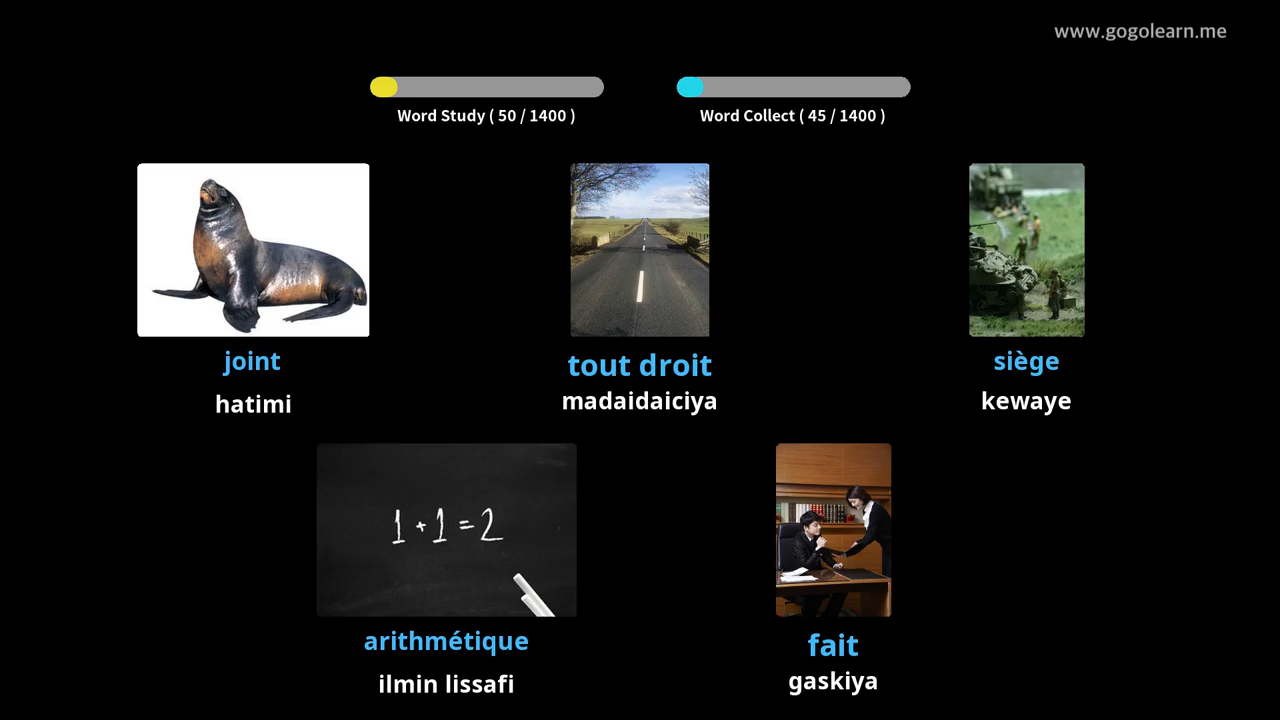 www.gogolearn.me
Word Study ( 50 / 1400 )
Word Collect ( 45 / 1400 )
joint
hatimi
tout droit
madaidaiciya
siège
kewaye
1 + 1 = 2
arithmétique
ilmin lissafi
fait
gaskiya